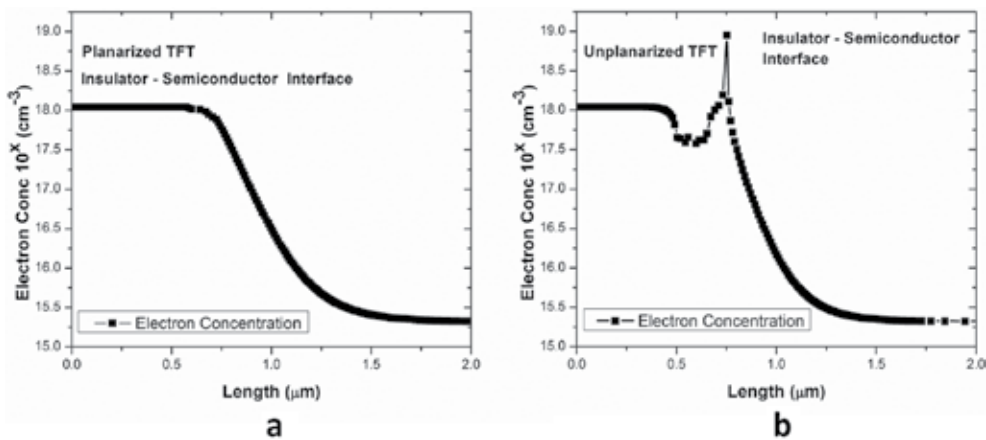 Planarized TFT
Insulator - Semiconductor Interface
Electron Conc 10^x (cm^-3)
19.0
18.5
18.0
17.5
17.0
16.5
16.0
15.5
15.0
Electron Concentration
0.0 0.5 1.0 1.5 2.0
Length (μm)
a
Unplanarized TFT
Insulator - Semiconductor
Interface
Electron Conc 10^x (cm^-3)
19.0
18.5
18.0
17.5
17.0
16.5
16.0
15.5
15.0
Electron Concentration
0.0 0.5 1.0 1.5 2.0
Length (μm)
b